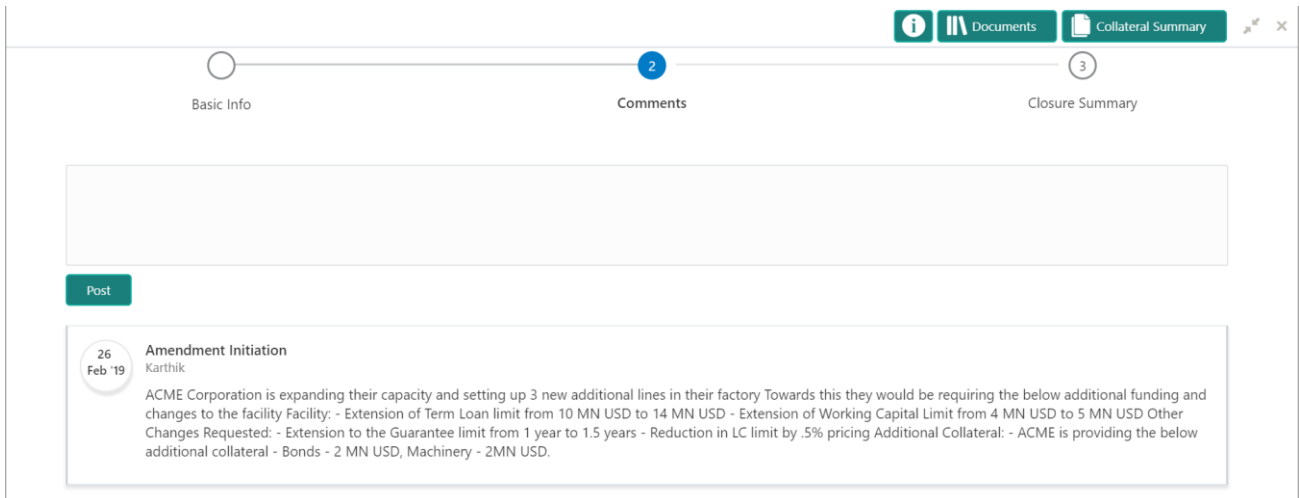 Documents
Collateral Summary
2
3
Basic Info
Comments
Closure Summary
Post
26
Feb '19
Amendment Initiation
Karthik
ACME Corporation is expanding their capacity and setting up 3 new additional lines in their factory Towards this they would be requiring the below additional funding and
changes to the facility Facility: - Extension of Term Loan limit from 10 MN USD to 14 MN USD - Extension of Working Capital Limit from 4 MN USD to 5 MN USD Other
Changes Requested: - Extension to the Guarantee limit from 1 year to 1.5 years - Reduction in LC limit by .5% pricing Additional Collateral: - ACME is providing the below
additional collateral - Bonds - 2 MN USD, Machinery - 2MN USD.